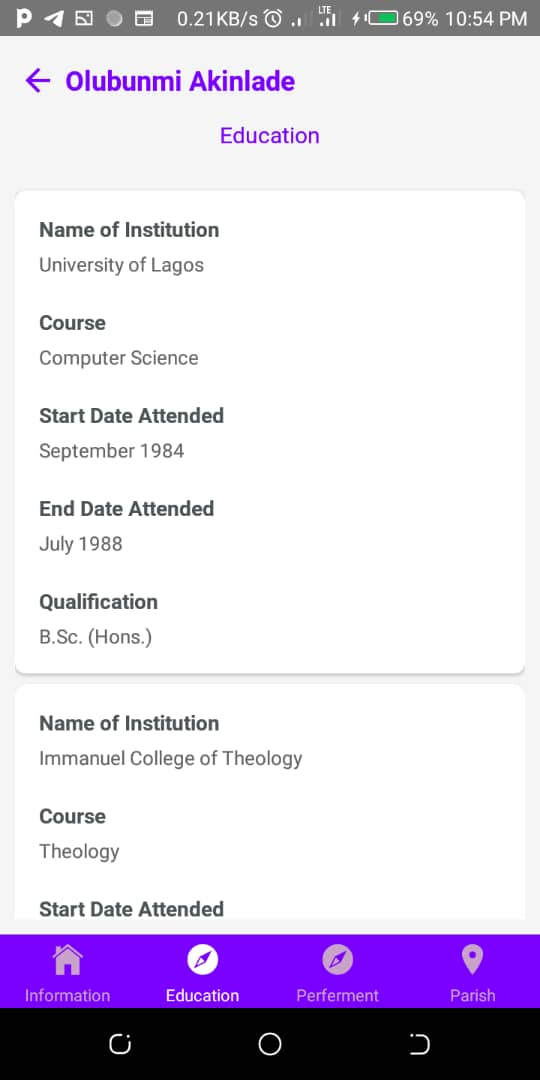 0.21KB/s LTE 69% 10:54 PM
Olubunmi Akinlade
Education
Name of Institution
University of Lagos
Course
Computer Science
Start Date Attended
September 1984
End Date Attended
July 1988
Qualification
B.Sc. (Hons.)
Name of Institution
Immanuel College of Theology
Course
Theology
Start Date Attended
Information Education Perferment Parish